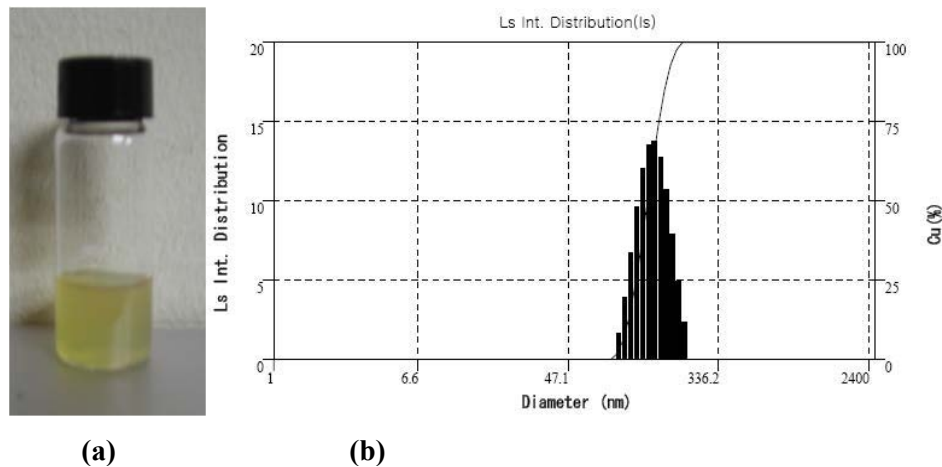 Ls Int. Distribution(Is)
Ls Int. Distribution
20
15
10
5
0
100
75
50
25
0
Cu(%)
1
6.6
47.1
336.2
2400
Diameter (nm)
(a)
(b)